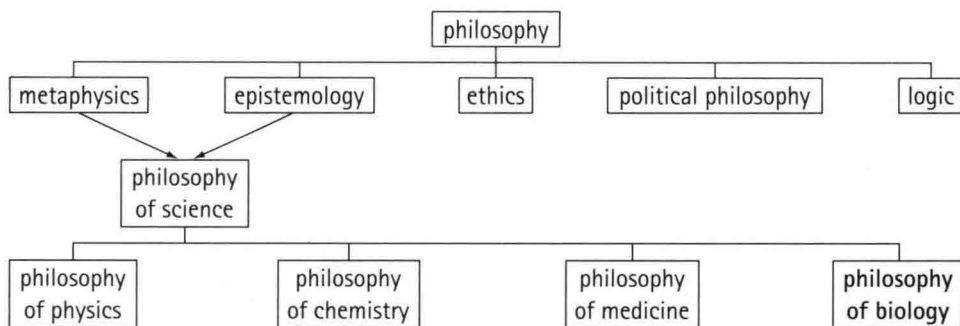 philosophy
metaphysics
epistemology
ethics
political philosophy
logic
philosophy
of science
philosophy
of physics
philosophy
of chemistry
philosophy
of medicine
philosophy
of biology